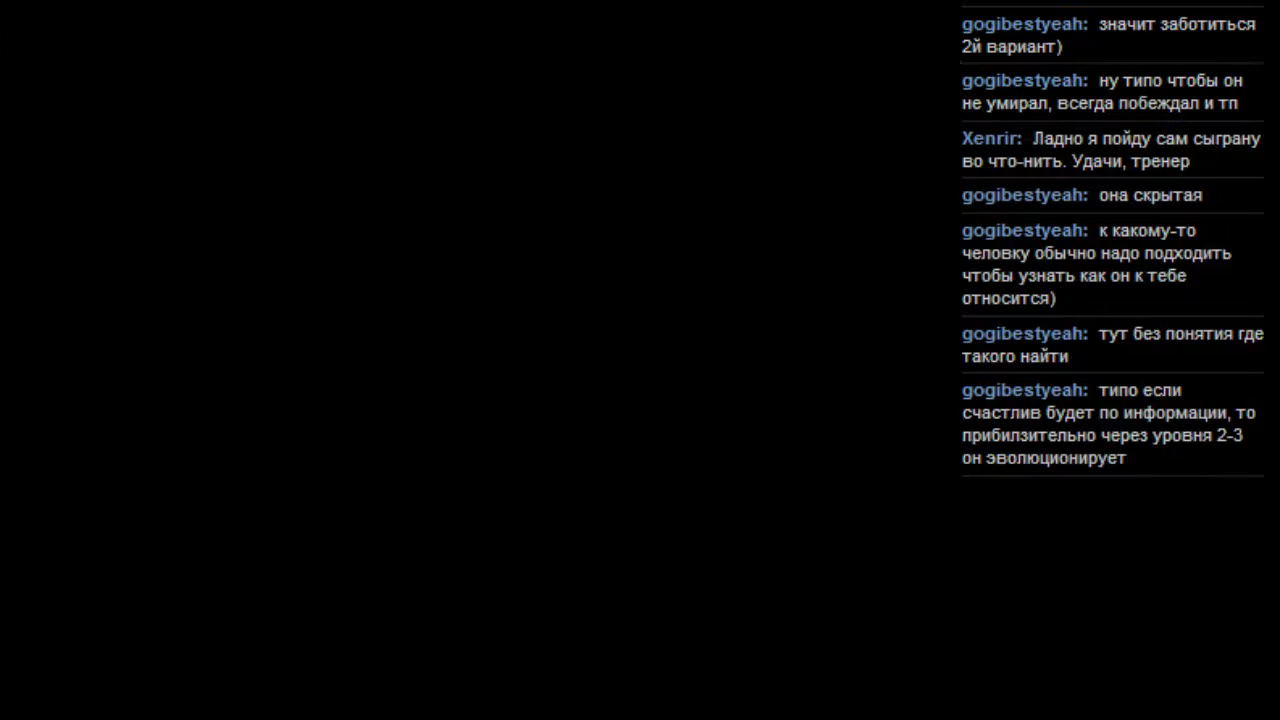 gogibestyeah: значит заботиться
2й вариант)
gogibestyeah: ну типо чтобы он
не умирал, всегда побеждал и тп
Xenrir: Ладно я пойду сам сыграну
во что-нить. Удачи, тренер
gogibestyeah: она скрытая
gogibestyeah: к какому-то
человку обычно надо подходить
чтобы узнать как он к тебе
относится)
gogibestyeah: тут без понятия где
такого найти
gogibestyeah: типо если
счастлив будет по информации, то
прибилзительно через уровня 2-3
он эволюционирует